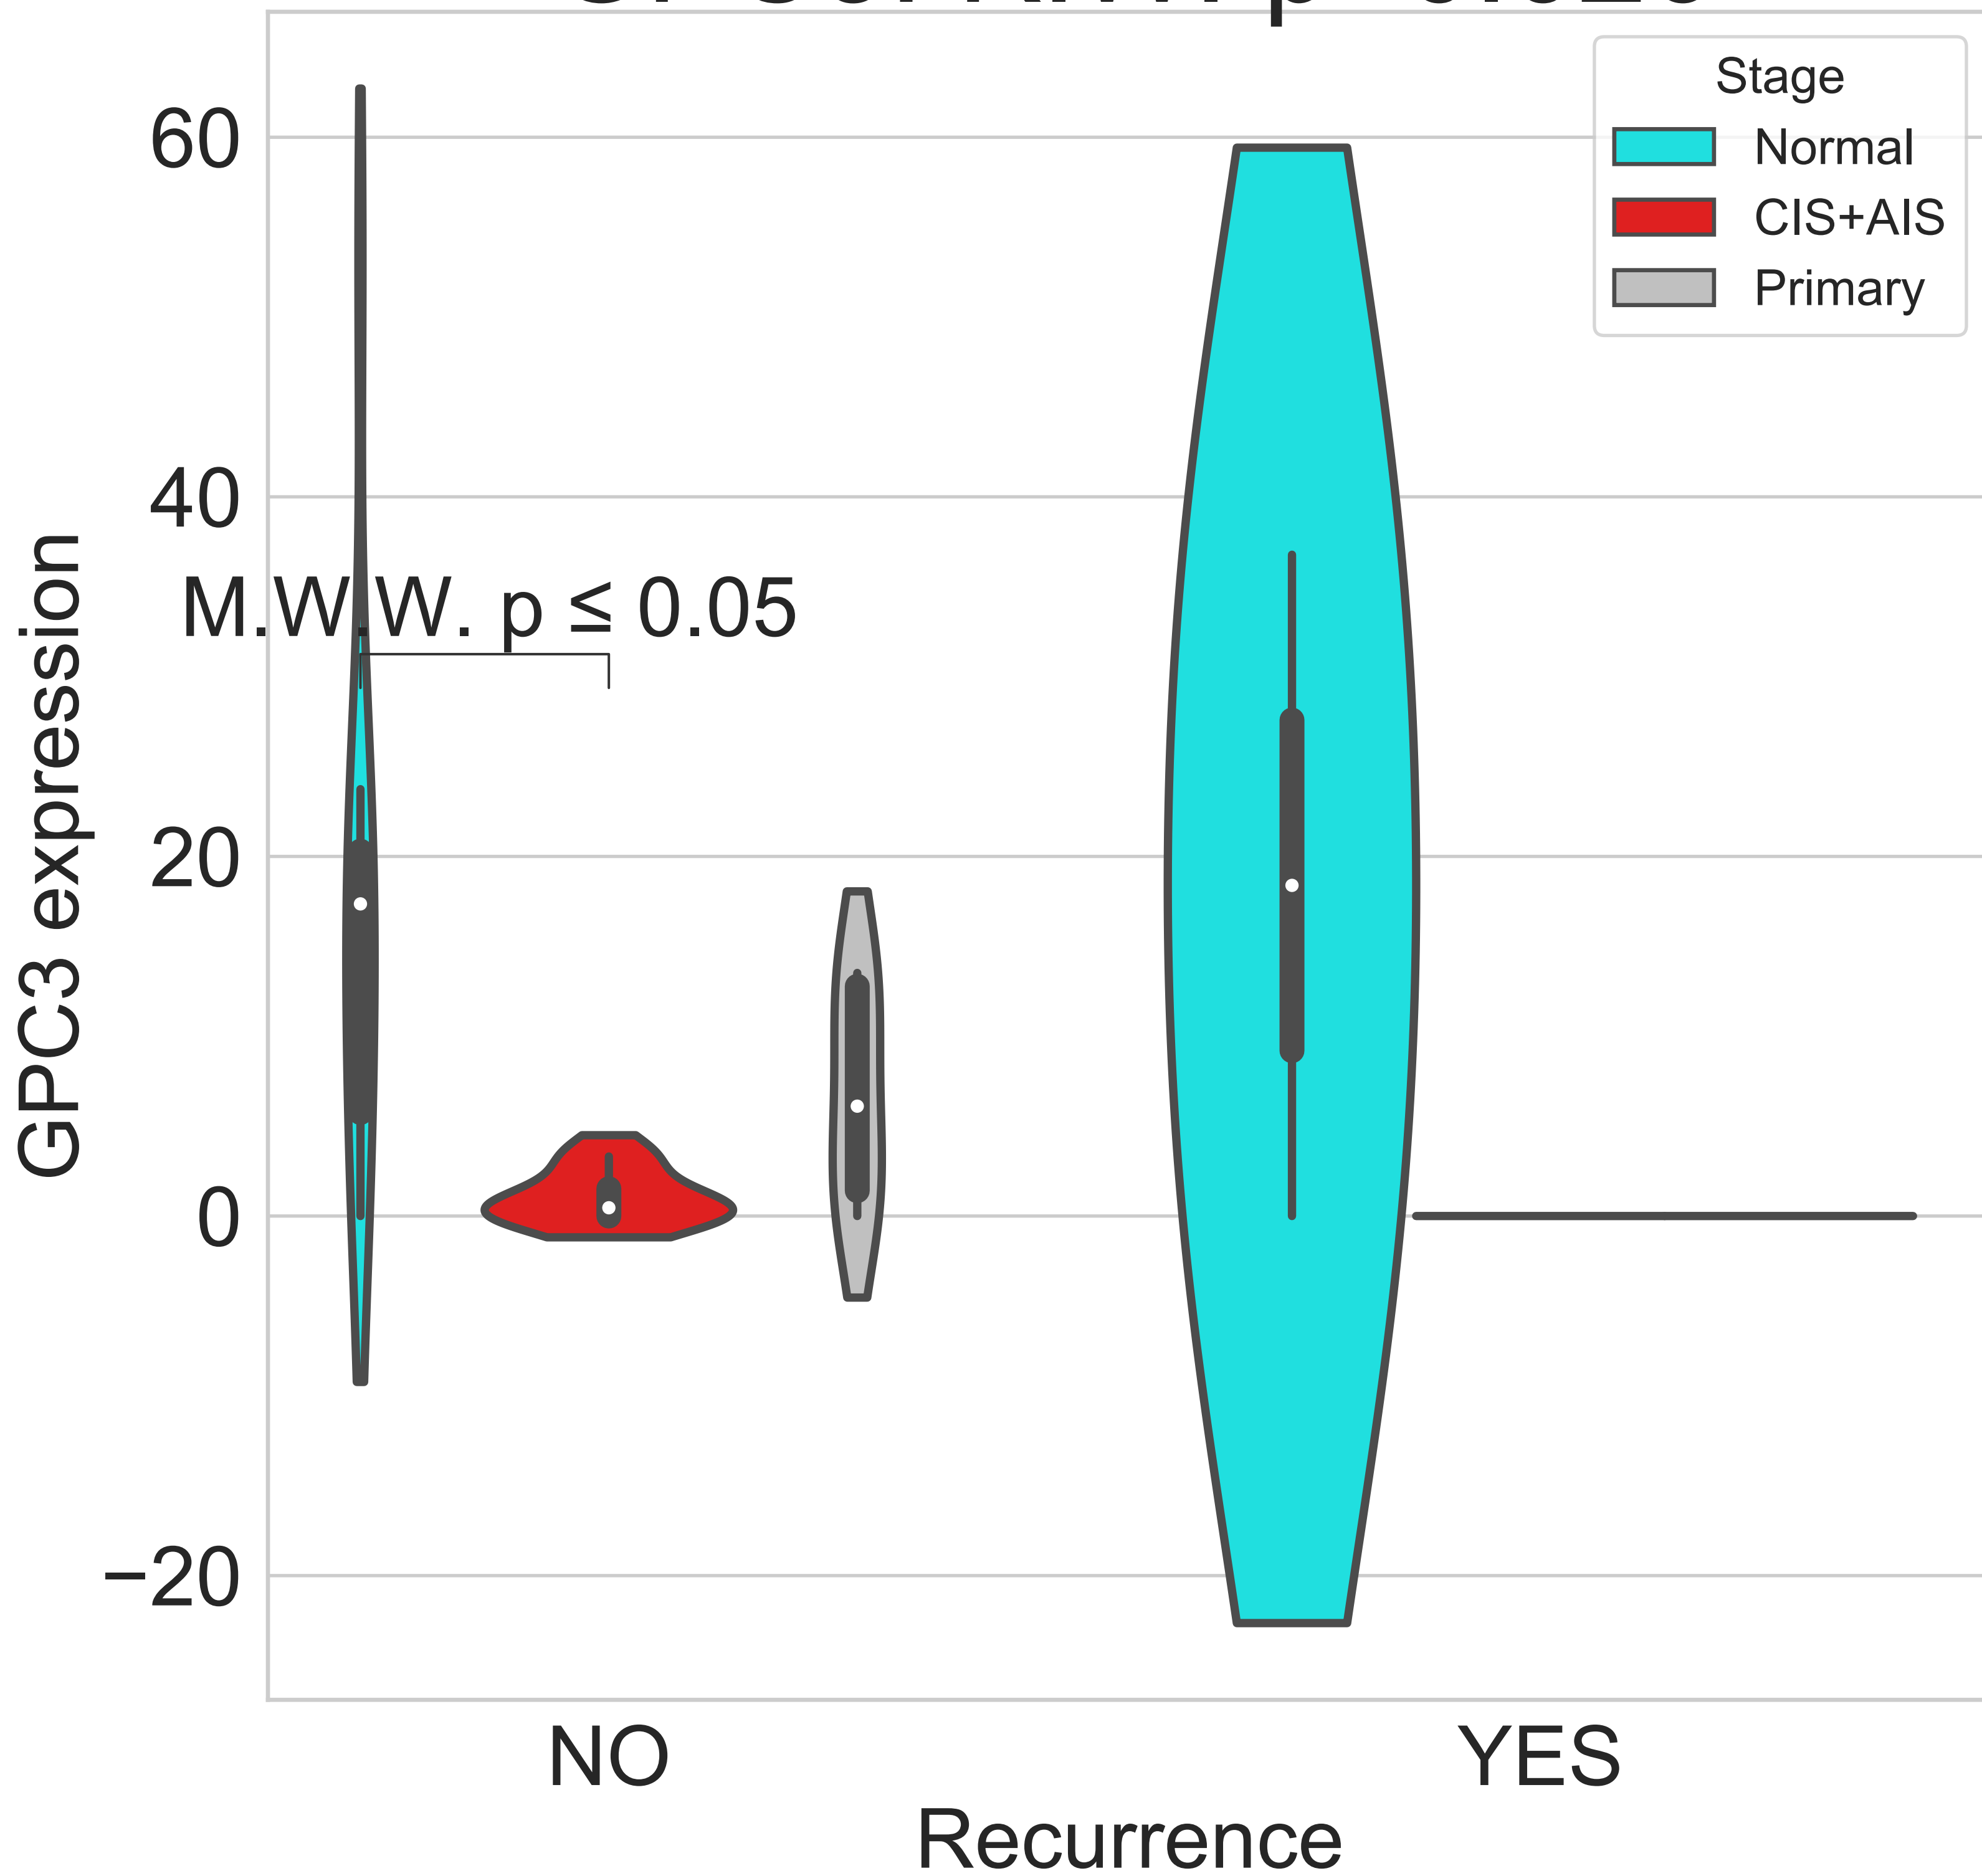 Stage
Normal
CIS+AIS
Primary
60
40
20
0
−20
GPC3 expression
M.W.W. p ≤ 0.05
NO
YES
Recurrence